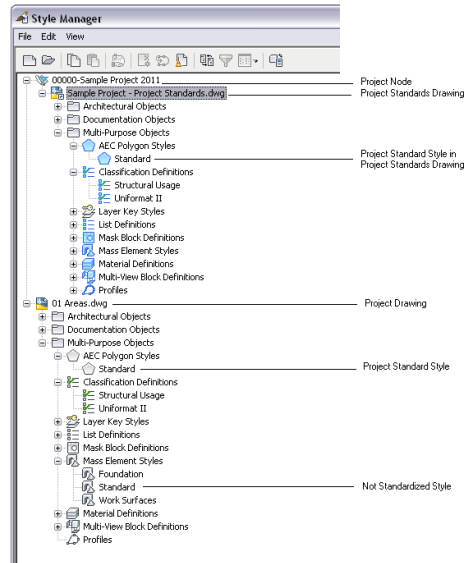 Style Manager
File Edit View
00000-Sample Project 2011 Project Node
Sample Project - Project Standards.dwg Project Standards Drawing
Architectural Objects
Documentation Objects
Multi-Purpose Objects
AEC Polygon Styles
Standard Project Standard Style in
Project Standards Drawing
Classification Definitions
Structural Usage
Uniformat II
Layer Key Styles
List Definitions
Mask Block Definitions
Mass Element Styles
Material Definitions
Multi-View Block Definitions
Profiles
01 Areas.dwg Project Drawing
Architectural Objects
Documentation Objects
Multi-Purpose Objects
AEC Polygon Styles
Standard Project Standard Style
Classification Definitions
Structural Usage
Uniformat II
Layer Key Styles
List Definitions
Mask Block Definitions
Mass Element Styles
Foundation
Standard Not Standardized Style
Work Surfaces
Material Definitions
Multi-View Block Definitions
Profiles